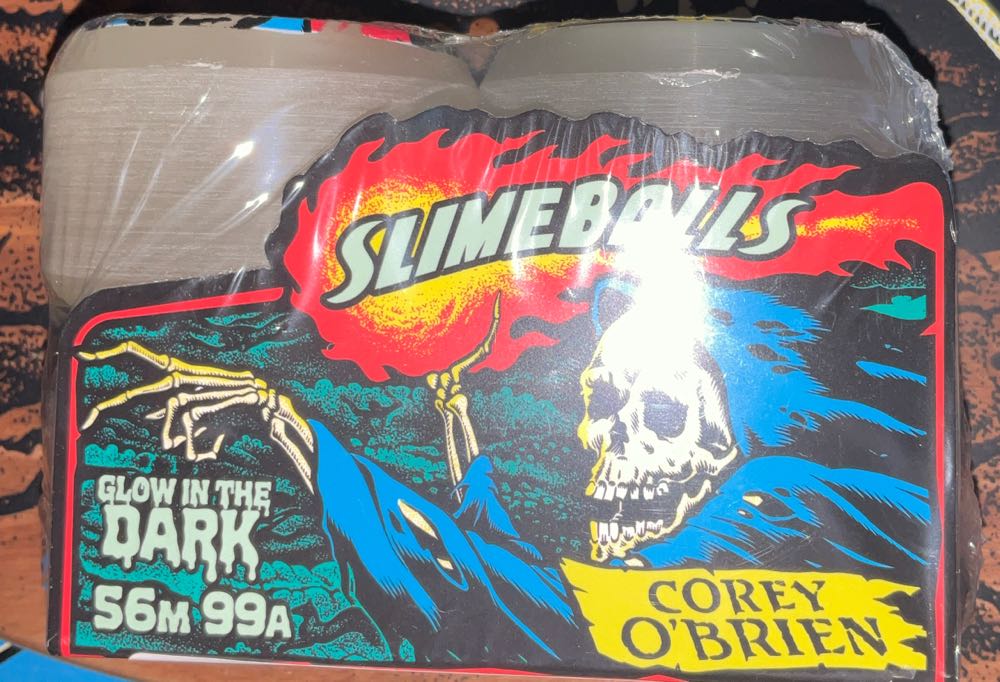 SLIMEBALLS
GLOW IN THE
DARK
56M 99A
COREY
O'BRIEN